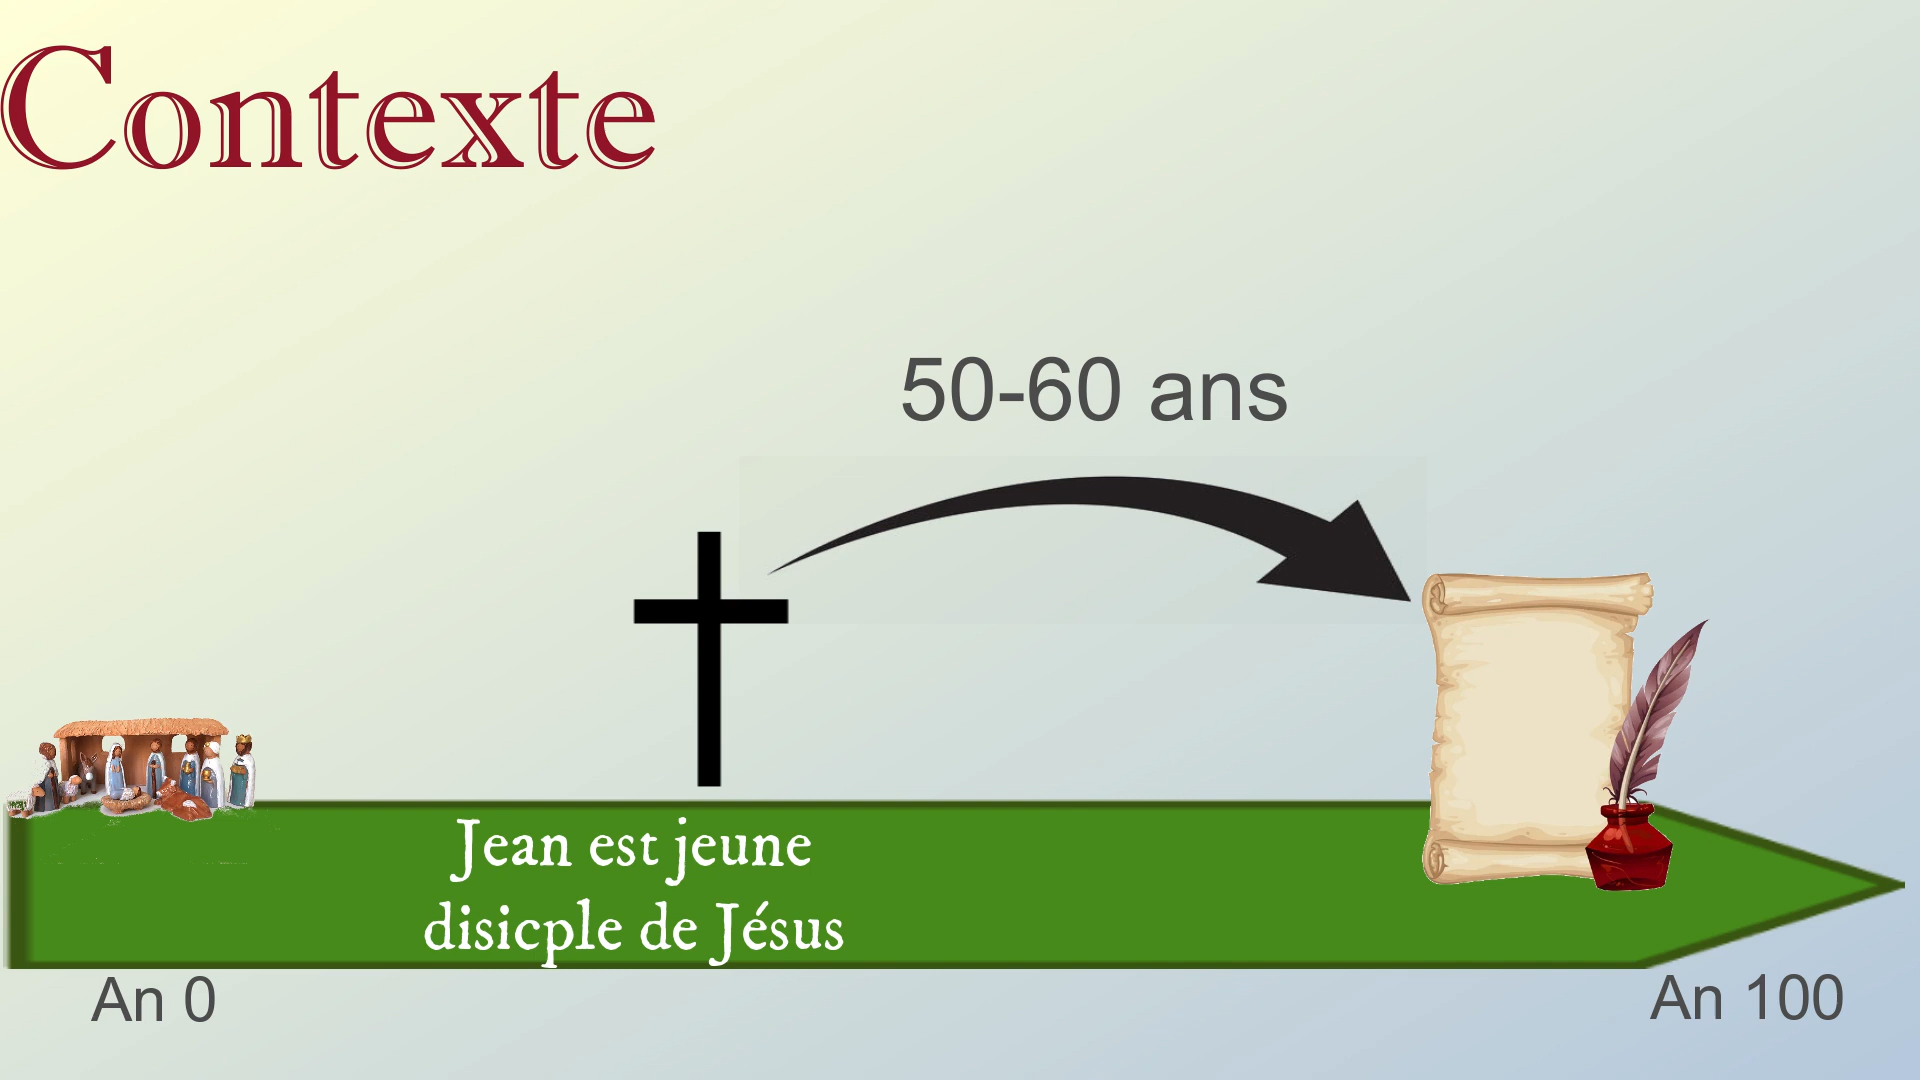 Contexte
50-60 ans
Jean est jeune
disicple de Jésus
An 0
An 100